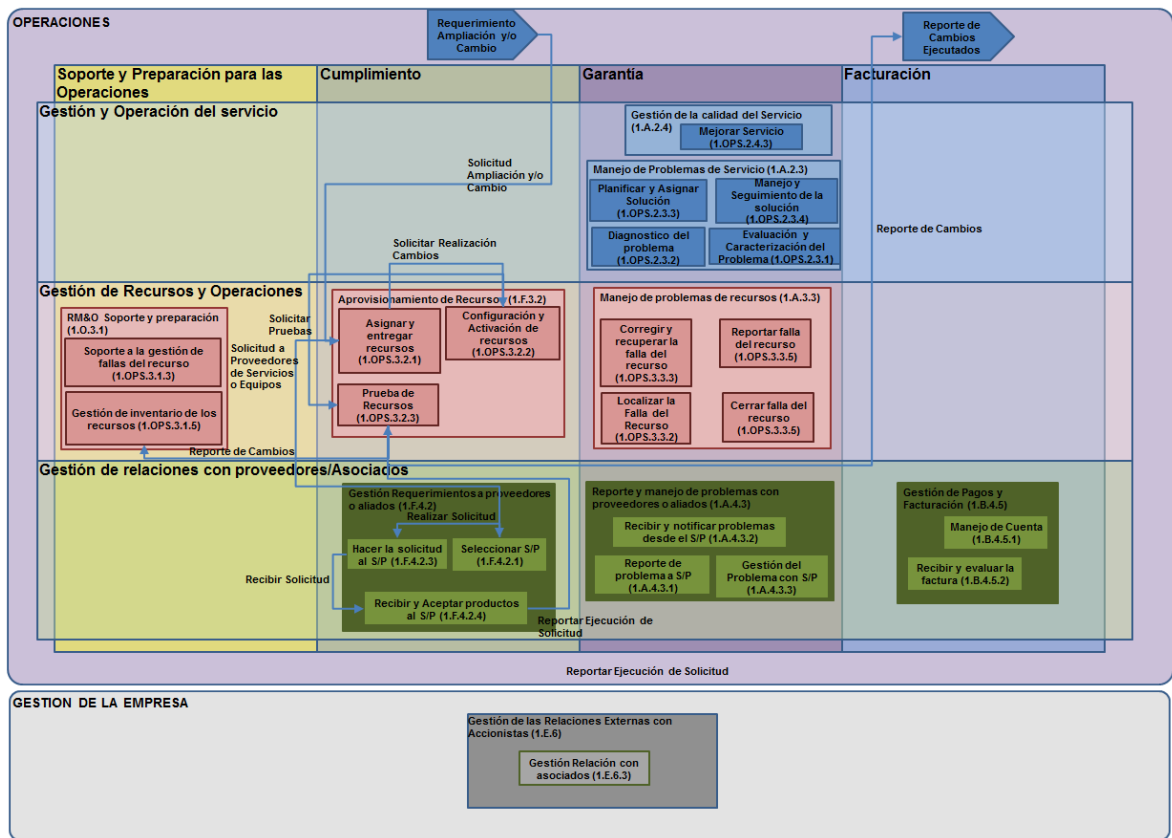 OPERACIONES
Requerimiento
Ampliación y/o
Cambio
Reporte de
Cambios
Ejecutados
Soporte y Preparación para las
Operaciones
Cumplimiento
Garantía
Facturación
Gestión y Operación del servicio
Gestión de la calidad del Servicio
(1.A.2.4)
Mejorar Servicio
(1.OPS.2.4.3)
Solicitud
Ampliación y/o
Cambio
Manejo de Problemas de Servicio (1.A.2.3)
Planificar y Asignar
Solución
(1.OPS.2.3.3)
Manejo y
Seguimiento de la
solución
(1.OPS.2.3.4)
Diagnostico del
problema
(1.OPS.2.3.2)
Evaluación y
Caracterización del
Problema (1.OPS.2.3.1)
Reporte de Cambios
Solicitar Realización
Cambios
Gestión de Recursos y Operaciones
RM&O Soporte y preparación
(1.O.3.1)
Soporte a la gestión de
fallas del recurso
(1.OPS.3.1.3)
Gestión de inventario de los
recursos (1.OPS.3.1.5)
Solicitar
Pruebas
Solicitud a
Proveedores
de Servicios
o Equipos
Aprovisionamiento de Recurso (1.F.3.2)
Asignar y
entregar
recursos
(1.OPS.3.2.1)
Configuración y
Activación de
recursos
(1.OPS.3.2.2)
Prueba de
Recursos
(1.OPS.3.2.3)
Manejo de problemas de recursos (1.A.3.3)
Corregir y
recuperar la
falla del
recurso
(1.OPS.3.3.3)
Reportar falla
del recurso
(1.OPS.3.3.5)
Localizar la
Falla del
Recurso
(1.OPS.3.3.2)
Cerrar falla del
recurso
(1.OPS.3.3.5)
Reporte de Cambios
Gestión de relaciones con proveedores/Asociados
Gestión Requerimientos a proveedores
o aliados (1.F.4.2)
Realizar Solicitud
Hacer la solicitud
al S/P (1.F.4.2.3)
Seleccionar S/P
(1.F.4.2.1)
Recibir Solicitud
Recibir y Aceptar productos
al S/P (1.F.4.2.4)
Reportar Ejecución de
Solicitud
Reporte y manejo de problemas con
proveedores o aliados (1.A.4.3)
Recibir y notificar problemas
desde el S/P (1.A.4.3.2)
Reporte de
problema a S/P
(1.A.4.3.1)
Gestión del
Problema con S/P
(1.A.4.3.3)
Gestión de Pagos y
Facturación (1.B.4.5)
Manejo de Cuenta
(1.B.4.5.1)
Recibir y evaluar la
factura (1.B.4.5.2)
Reportar Ejecución de Solicitud
GESTION DE LA EMPRESA
Gestión de las Relaciones Externas con
Accionistas (1.E.6)
Gestión Relación con
asociados (1.E.6.3)